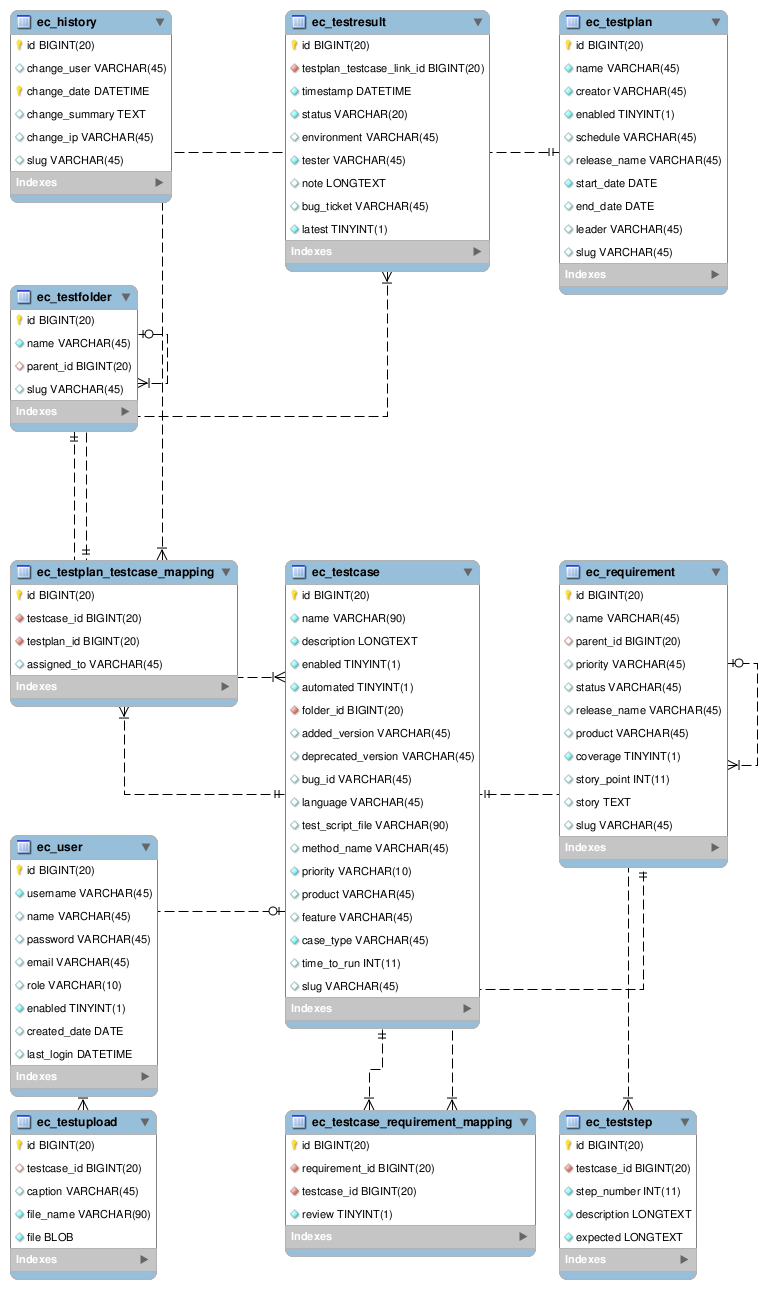 ec_history
id BIGINT(20)
change_user VARCHAR(45)
change_date DATETIME
change_summary TEXT
change_ip VARCHAR(45)
slug VARCHAR(45)
Indexes
ec_testresult
id BIGINT(20)
testplan_testcase_link_id BIGINT(20)
timestamp DATETIME
status VARCHAR(20)
environment VARCHAR(45)
tester VARCHAR(45)
note LONGTEXT
bug_ticket VARCHAR(45)
latest TINYINT(1)
Indexes
ec_testplan
id BIGINT(20)
name VARCHAR(45)
creator VARCHAR(45)
enabled TINYINT(1)
schedule VARCHAR(45)
release_name VARCHAR(45)
start_date DATE
end_date DATE
leader VARCHAR(45)
slug VARCHAR(45)
Indexes
ec_testfolder
id BIGINT(20)
name VARCHAR(45)
parent_id BIGINT(20)
slug VARCHAR(45)
Indexes
ec_testplan_testcase_mapping
id BIGINT(20)
testcase_id BIGINT(20)
testplan_id BIGINT(20)
assigned_to VARCHAR(45)
Indexes
ec_testcase
id BIGINT(20)
name VARCHAR(90)
description LONGTEXT
enabled TINYINT(1)
automated TINYINT(1)
folder_id BIGINT(20)
added_version VARCHAR(45)
deprecated_version VARCHAR(45)
bug_id VARCHAR(45)
language VARCHAR(45)
test_script_file VARCHAR(90)
method_name VARCHAR(45)
priority VARCHAR(10)
product VARCHAR(45)
feature VARCHAR(45)
case_type VARCHAR(45)
time_to_run INT(11)
slug VARCHAR(45)
Indexes
ec_requirement
id BIGINT(20)
name VARCHAR(45)
parent_id BIGINT(20)
priority VARCHAR(45)
status VARCHAR(45)
release_name VARCHAR(45)
product VARCHAR(45)
coverage TINYINT(1)
story_point INT(11)
story TEXT
slug VARCHAR(45)
Indexes
ec_user
id BIGINT(20)
username VARCHAR(45)
name VARCHAR(45)
password VARCHAR(45)
email VARCHAR(45)
role VARCHAR(10)
enabled TINYINT(1)
created_date DATE
last_login DATETIME
Indexes
ec_testupload
id BIGINT(20)
testcase_id BIGINT(20)
caption VARCHAR(45)
file_name VARCHAR(90)
file BLOB
Indexes
ec_testcase_requirement_mapping
id BIGINT(20)
requirement_id BIGINT(20)
testcase_id BIGINT(20)
review TINYINT(1)
Indexes
ec_teststep
id BIGINT(20)
testcase_id BIGINT(20)
step_number INT(11)
description LONGTEXT
expected LONGTEXT
Indexes